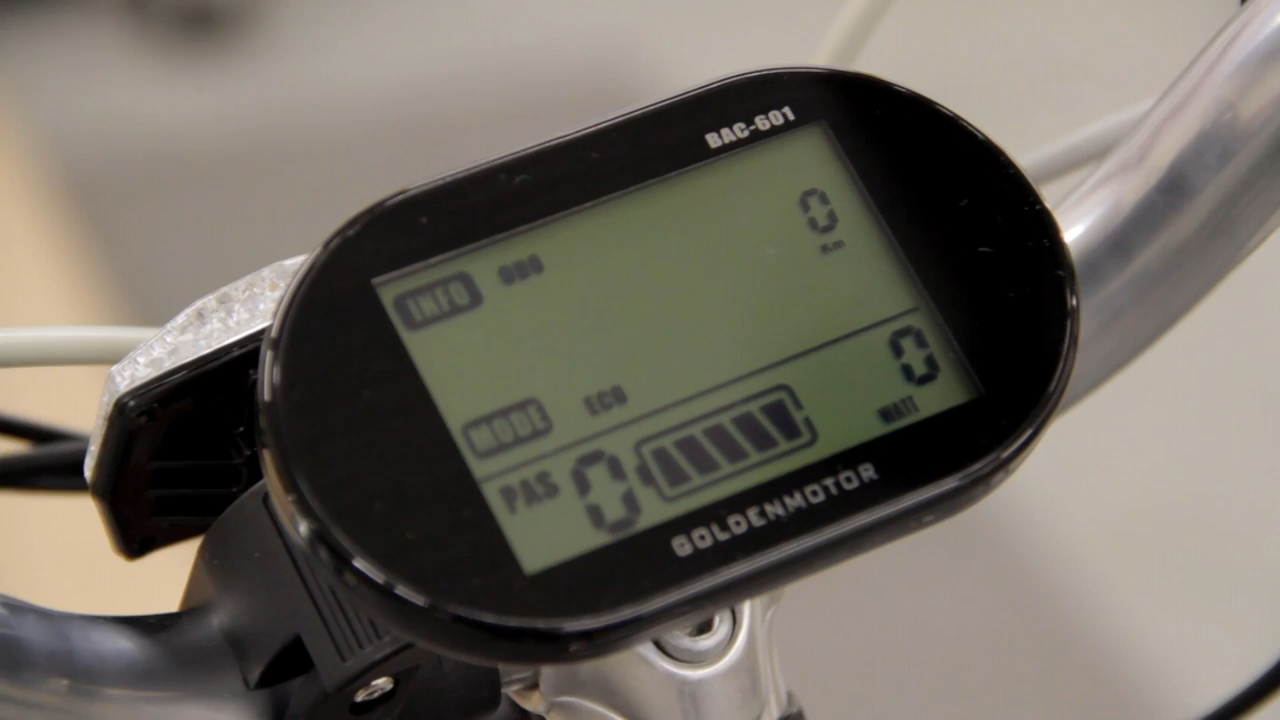 BAC-601
0
INFO ODO
Km
MODE ECO
0
WATT
PAS 0
GOLDENMOTOR